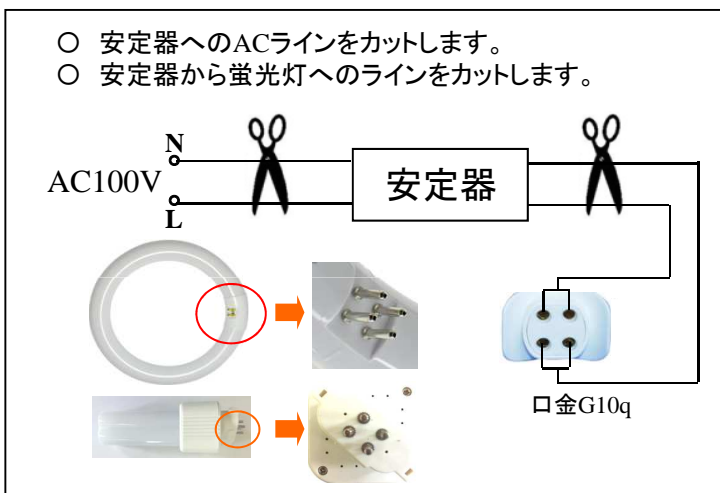 ○ 安定器へのACラインをカットします。
○ 安定器から蛍光灯へのラインをカットします。
N
AC100V
L
安定器
口金G10q